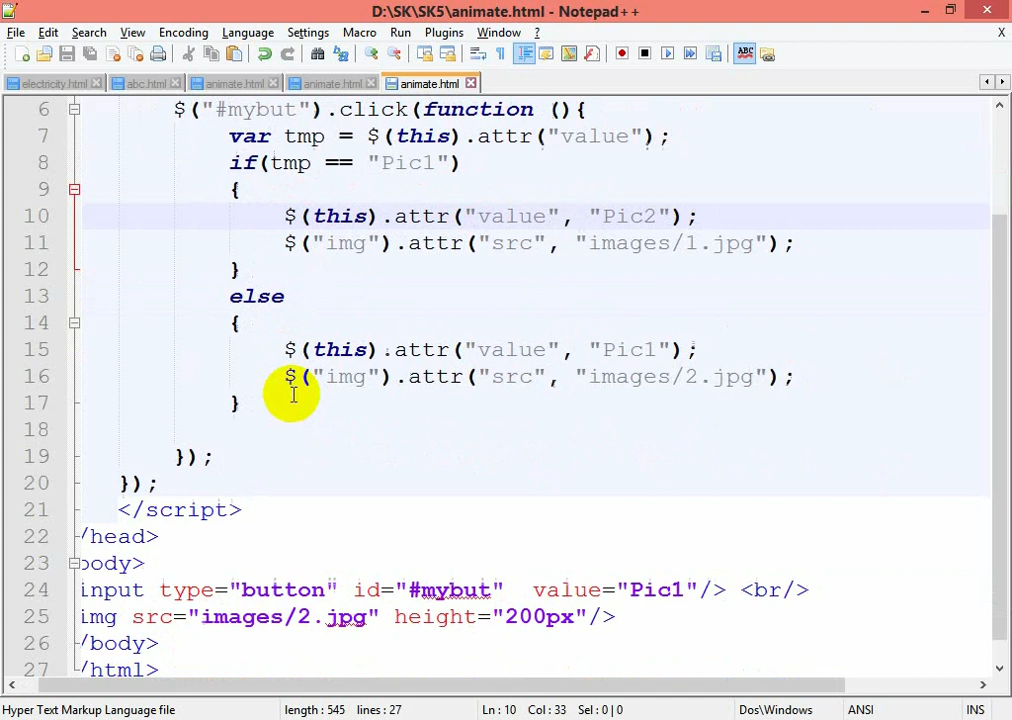 D:\SK\SK5\animate.html - Notepad++
File Edit Search View Encoding Language Settings Macro Run Plugins Window ? X
electricity.html abc.html animate.html animate.html animate.html
6 $("#mybut").click(function (){
7 var tmp = $(this).attr("value");
8 if(tmp == "Pic1")
9 {
10 $(this).attr("value", "Pic2");
11 $("img").attr("src", "images/1.jpg");
12 }
13 else
14 {
15 $(this).attr("value", "Pic1");
16 $("img").attr("src", "images/2.jpg");
17 }
18
19 });
20 });
21 </script>
22 /head>
23 body>
24 input type="button" id="#mybut" value="Pic1"/> <br/>
25 img src="images/2.jpg" height="200px"/>
26 /body>
27 /html>
Hyper Text Markup Language file length : 545 lines : 27 Ln : 10 Col : 33 Sel : 0 | 0 Dos\Windows ANSI INS